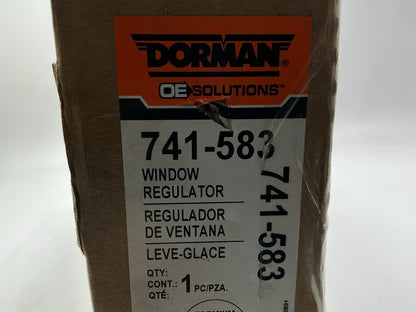 DORMAN®
OE SOLUTIONS™
741-583
WINDOW
REGULATOR
REGULADOR
DE VENTANA
LEVE-GLACE
QTY:
CONT.: 1 PC/PZA.
QTÉ:
741-583